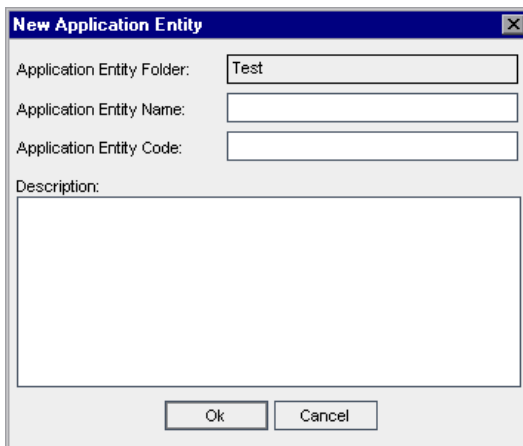 New Application Entity
Application Entity Folder: Test
Application Entity Name:
Application Entity Code:
Description:
Ok Cancel